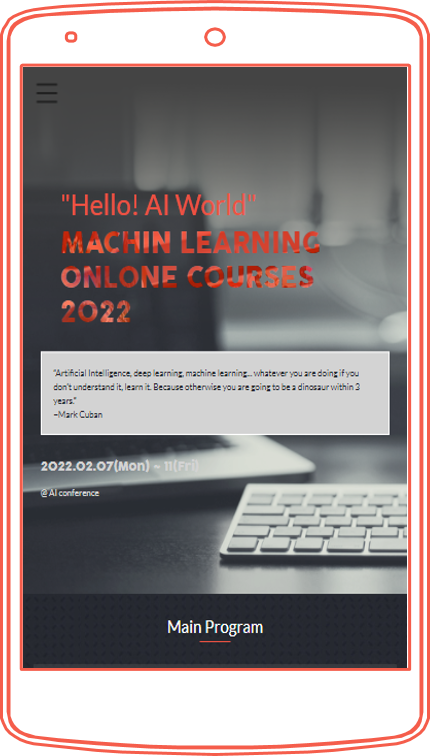 "Hello! AI World"
MACHIN LEARNING
ONLONE COURSES
2022
"Artificial Intelligence, deep learning, machine learning... whatever you are doing if you
don't understand it, learn it. Because otherwise you are going to be a dinosaur within 3
years."
–Mark Cuban
2022.02.07(Mon) – 11(Fri)
@ AI conference
Main Program